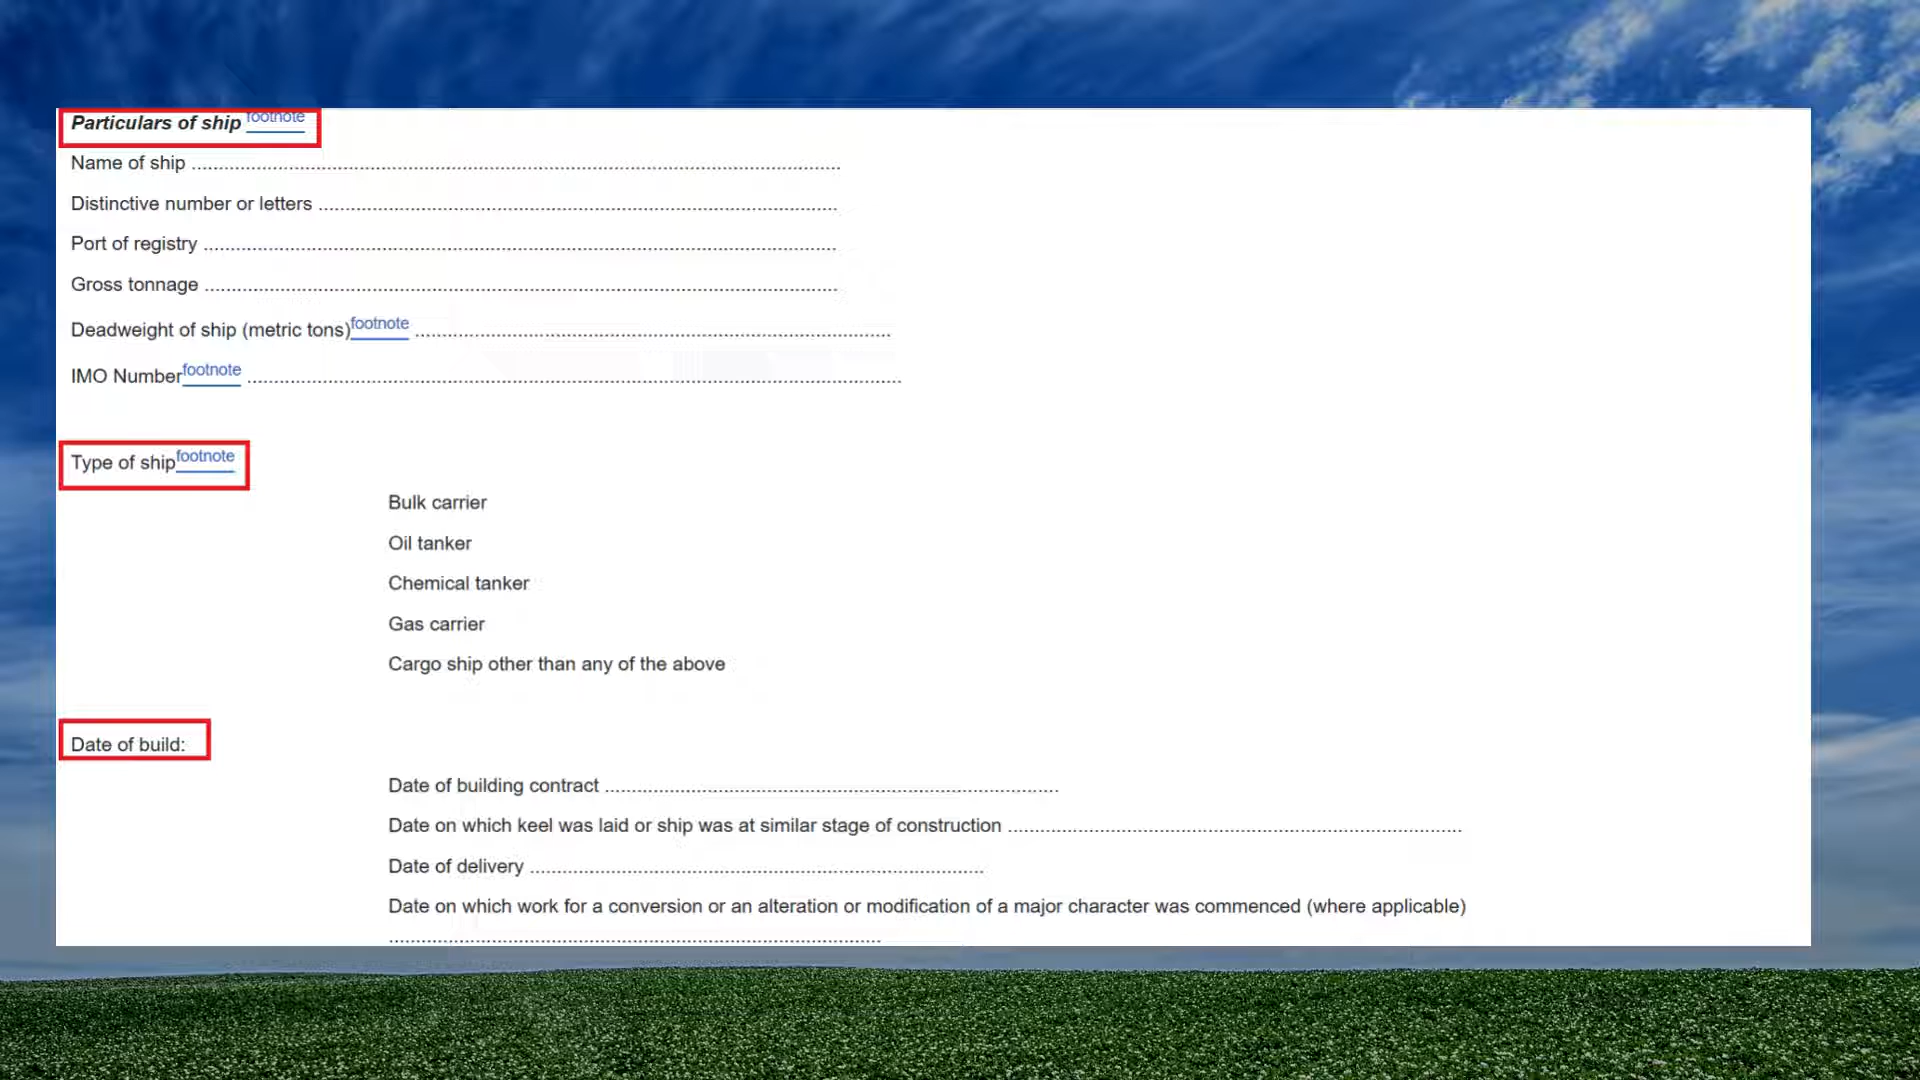 Particulars of ship footnote
Name of ship ........................................................................................................................
Distinctive number or letters ................................................................................................
Port of registry .....................................................................................................................
Gross tonnage .....................................................................................................................
Deadweight of ship (metric tons)footnote ........................................................................................
IMO Numberfootnote .........................................................................................................................
Type of shipfootnote
Bulk carrier
Oil tanker
Chemical tanker
Gas carrier
Cargo ship other than any of the above
Date of build:
Date of building contract ....................................................................................
Date on which keel was laid or ship was at similar stage of construction ....................................................................................
Date of delivery ....................................................................................
Date on which work for a conversion or an alteration or modification of a major character was commenced (where applicable)
...........................................................................................